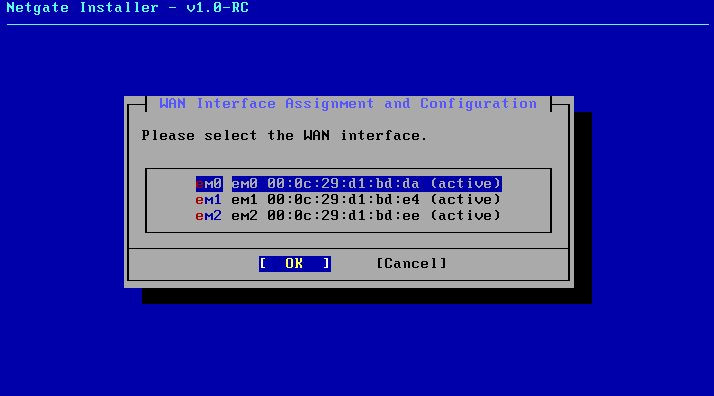 Netgate Installer - v1.0-RC
WAN Interface Assignment and Configuration
Please select the WAN interface.
em0 em0 00:0c:29:d1:bd:da (active)
em1 em1 00:0c:29:d1:bd:e4 (active)
em2 em2 00:0c:29:d1:bd:ee (active)
[ OK ] [Cancel]